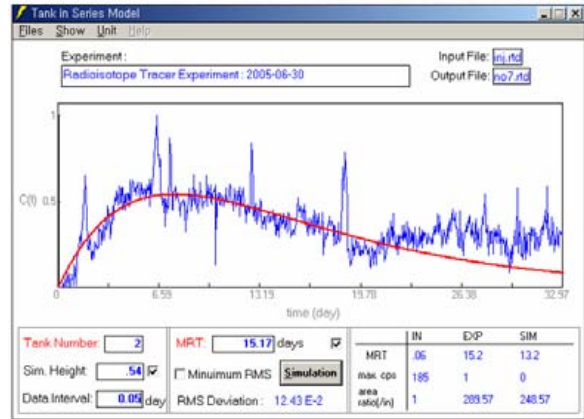 Tank in Series Model
Files Show Unit Help
Experiment :
Radioisotope Tracer Experiment : 2005-06-30
Input File: inj.rtd
Output File: no7.rtd
1
C(t) 0.5
0 6.59 13.19 19.78 26.38 32.97
time (day)
Tank Number: 2
Sim. Height: .54
Data Interval: 0.05 day
MRT: 15.17 days
Minuimum RMS Simulation
RMS Deviation : 12.43 E-2
IN EXP SIM
MRT .06 15.2 13.2
max. cps 185 1 0
area ratio(/in) 1 289.57 248.57